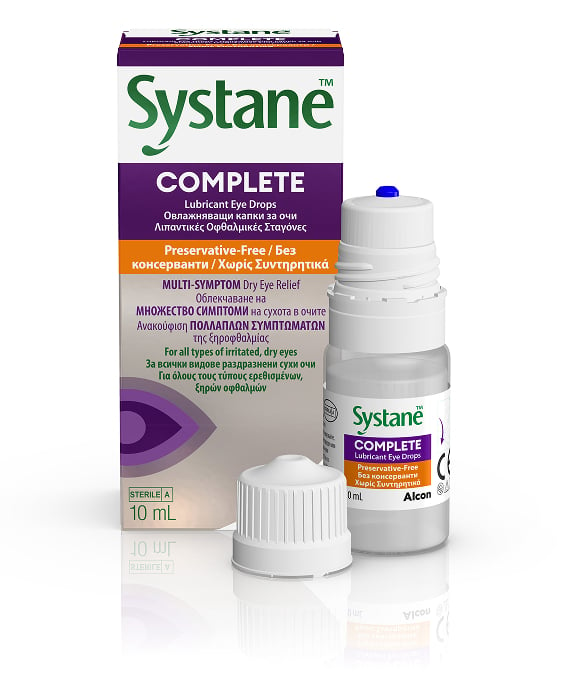 COMPLETE
Systane™
COMPLETE
Lubricant Eye Drops
Овлажняващи капки за очи
Λιπαντικές Οφθαλμικές Σταγόνες
Preservative-Free / Без
консерванти / Χωρίς Συντηρητικά
MULTI-SYMPTOM Dry Eye Relief
Облекчаване на
МНОЖЕСТВО СИМПТОМИ на сухота в очите
Ανακούφιση ΠΟΛΛΑΠΛΩΝ ΣΥΜΠΤΩΜΑΤΩΝ
της ξηροφθαλμίας
For all types of irritated, dry eyes
За всички видове раздразнени сухи очи
Για όλους τους τύπους ερεθισμένων,
ξηρών οφθαλμών
STERILE A
10 mL
Systane™
COMPLETE
Lubricant Eye Drops
Preservative-Free
Без консерванти
Χωρίς Συντηρητικά
0 mL
Alcon
CE